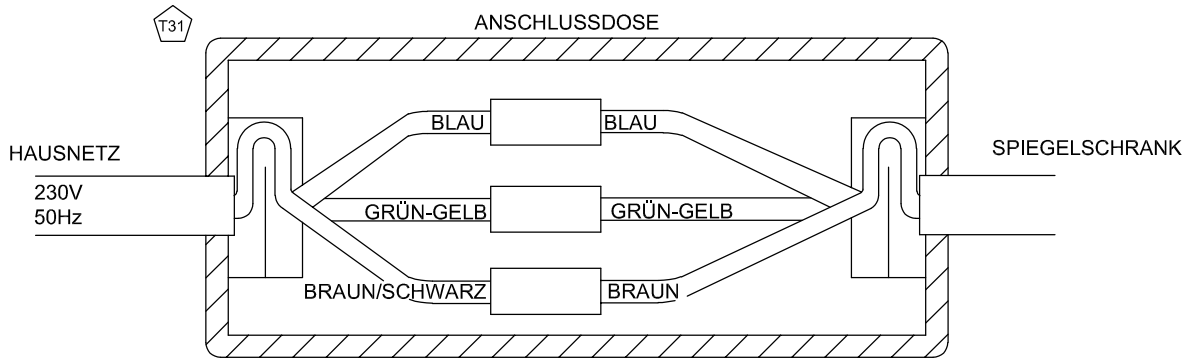 T31
ANSCHLUSSDOSE
BLAU
BLAU
HAUSNETZ
SPIEGELSCHRANK
230V
50Hz
GRÜN-GELB
GRÜN-GELB
BRAUN/SCHWARZ
BRAUN